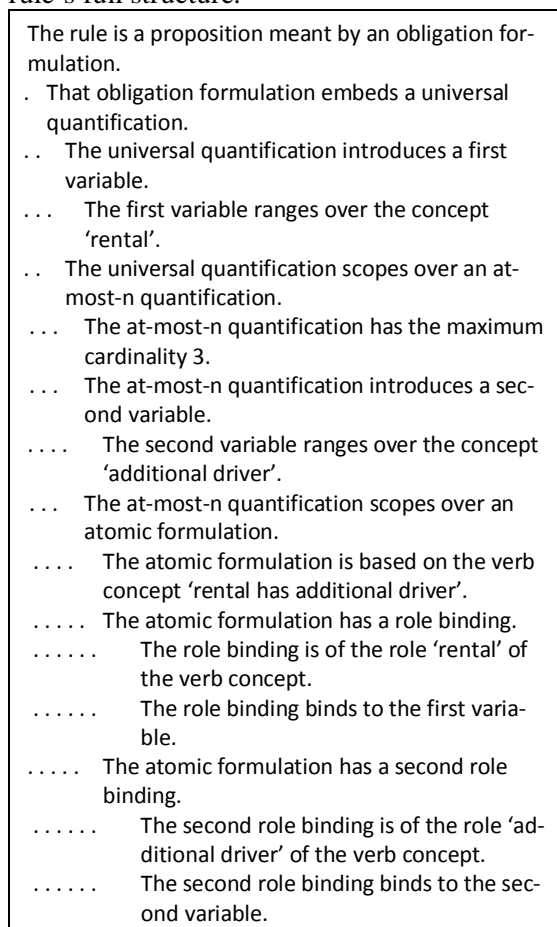 rule's full structure.
The rule is a proposition meant by an obligation for-
mulation.
. That obligation formulation embeds a universal
quantification.
. . The universal quantification introduces a first
variable.
. . . The first variable ranges over the concept
‘rental’.
. . The universal quantification scopes over an at-
most-n quantification.
. . . The at-most-n quantification has the maximum
cardinality 3.
. . . The at-most-n quantification introduces a sec-
ond variable.
. . . . The second variable ranges over the concept
‘additional driver’.
. . . The at-most-n quantification scopes over an
atomic formulation.
. . . . The atomic formulation is based on the verb
concept ‘rental has additional driver’.
. . . . . The atomic formulation has a role binding.
. . . . . . The role binding is of the role ‘rental’ of
the verb concept.
. . . . . . The role binding binds to the first varia-
ble.
. . . . . The atomic formulation has a second role
binding.
. . . . . . The second role binding is of the role ‘ad-
ditional driver’ of the verb concept.
. . . . . . The second role binding binds to the sec-
ond variable.